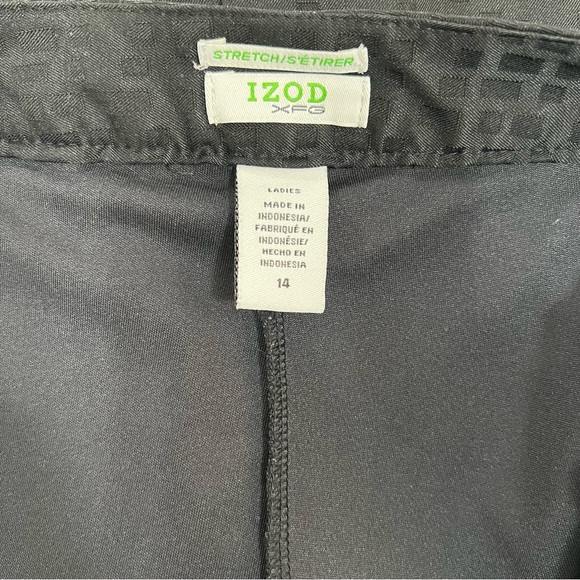 STRETCH/S'ÉTIRER
IZOD
XFG
LADIES
MADE IN
INDONESIA/
FABRIQUÉ EN
INDONÉSIE/
HECHO EN
INDONESIA
14